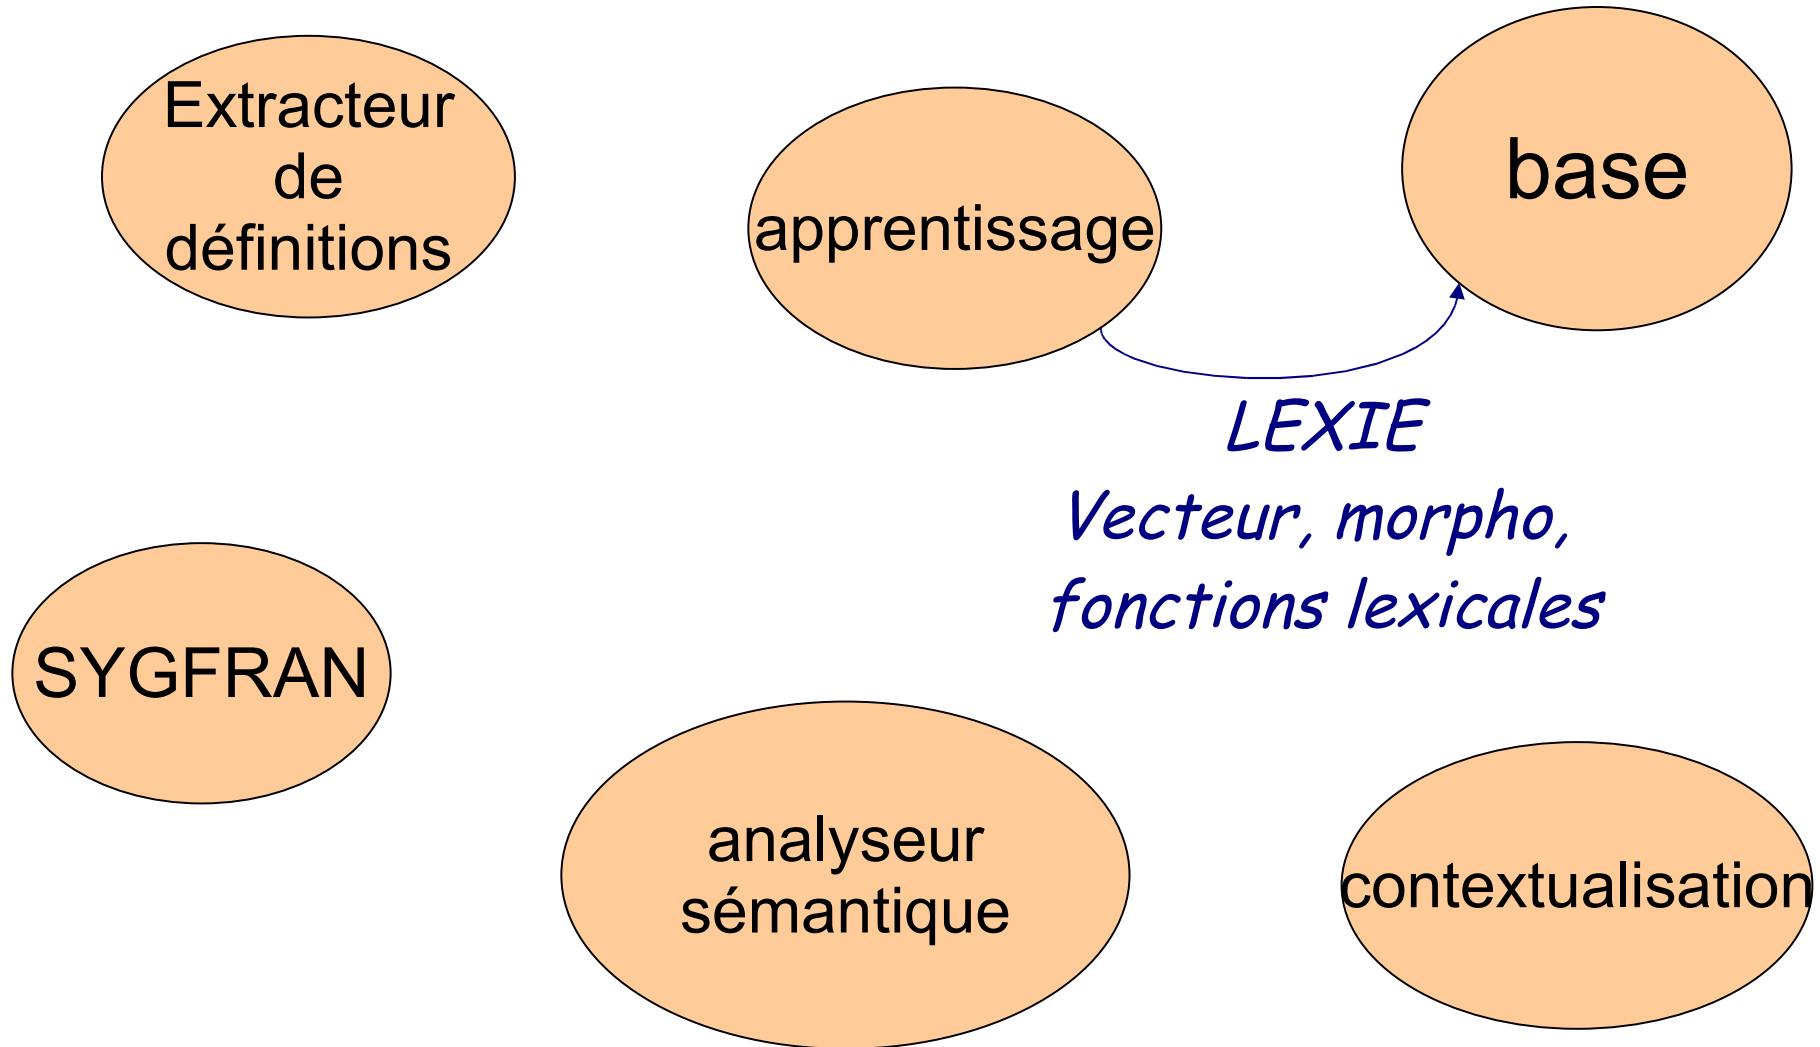 Extracteur
de
définitions
apprentissage
base
LEXIE
Vecteur, morpho,
fonctions lexicales
SYGFRAN
analyseur
sémantique
contextualisation